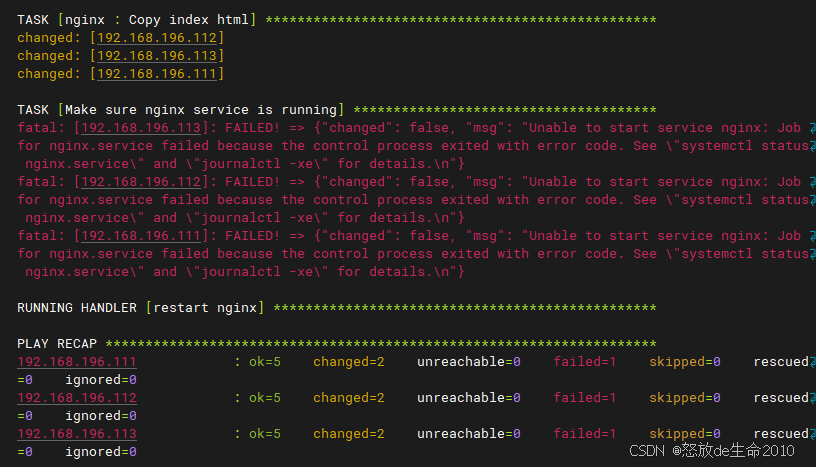 TASK [nginx : Copy index html] *************************************************
changed: [192.168.196.112]
changed: [192.168.196.113]
changed: [192.168.196.111]
TASK [Make sure nginx service is running] **************************************
fatal: [192.168.196.113]: FAILED! => {"changed": false, "msg": "Unable to start service nginx: Job
for nginx.service failed because the control process exited with error code. See \"systemctl status
nginx.service\" and \"journalctl -xe\" for details.\n"}
fatal: [192.168.196.112]: FAILED! => {"changed": false, "msg": "Unable to start service nginx: Job
for nginx.service failed because the control process exited with error code. See \"systemctl status
nginx.service\" and \"journalctl -xe\" for details.\n"}
fatal: [192.168.196.111]: FAILED! => {"changed": false, "msg": "Unable to start service nginx: Job
for nginx.service failed because the control process exited with error code. See \"systemctl status
nginx.service\" and \"journalctl -xe\" for details.\n"}
RUNNING HANDLER [restart nginx] ************************************************
PLAY RECAP *********************************************************************
192.168.196.111 : ok=5 changed=2 unreachable=0 failed=1 skipped=0 rescued
=0 ignored=0
192.168.196.112 : ok=5 changed=2 unreachable=0 failed=1 skipped=0 rescued
=0 ignored=0
192.168.196.113 : ok=5 changed=2 unreachable=0 failed=1 skipped=0 rescued
=0 ignored=0
CSDN @怒放de生命2010